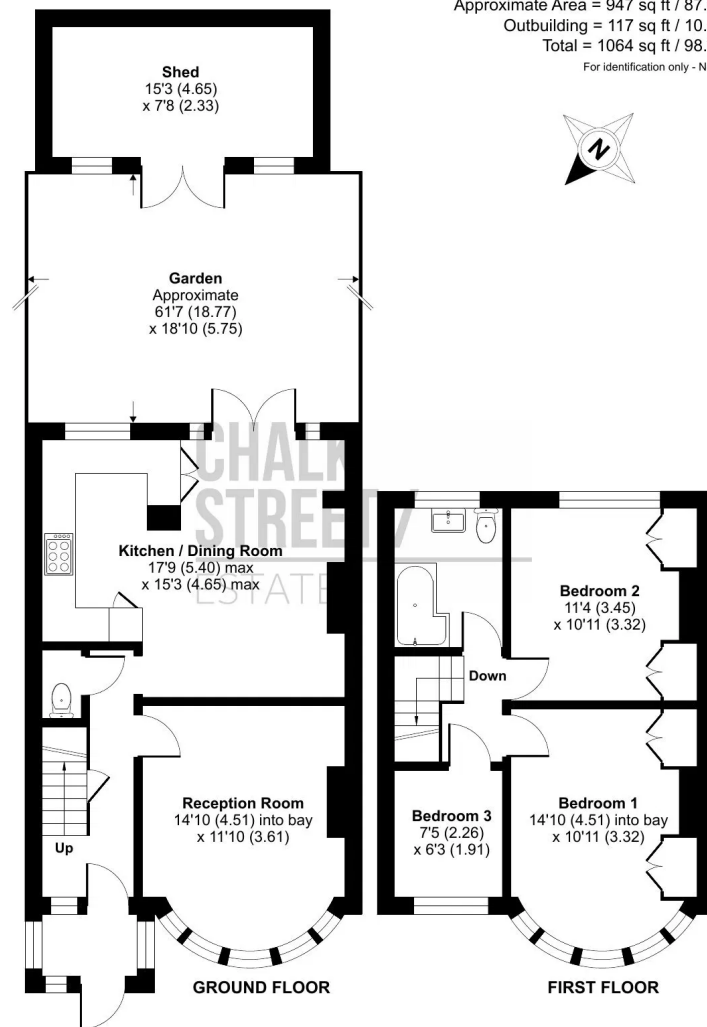 Approximate Area = 947 sq ft / 87.
Outbuilding = 117 sq ft / 10.
Total = 1064 sq ft / 98.
For identification only - N
N
Shed
15'3 (4.65)
x 7'8 (2.33)
Garden
Approximate
61'7 (18.77)
x 18'10 (5.75)
CHALK
STREET
ESTATE
Kitchen / Dining Room
17'9 (5.40) max
x 15'3 (4.65) max
Reception Room
14'10 (4.51) into bay
x 11'10 (3.61)
Up
GROUND FLOOR
Bedroom 2
11'4 (3.45)
x 10'11 (3.32)
Down
Bedroom 3
7'5 (2.26)
x 6'3 (1.91)
Bedroom 1
14'10 (4.51) into bay
x 10'11 (3.32)
FIRST FLOOR